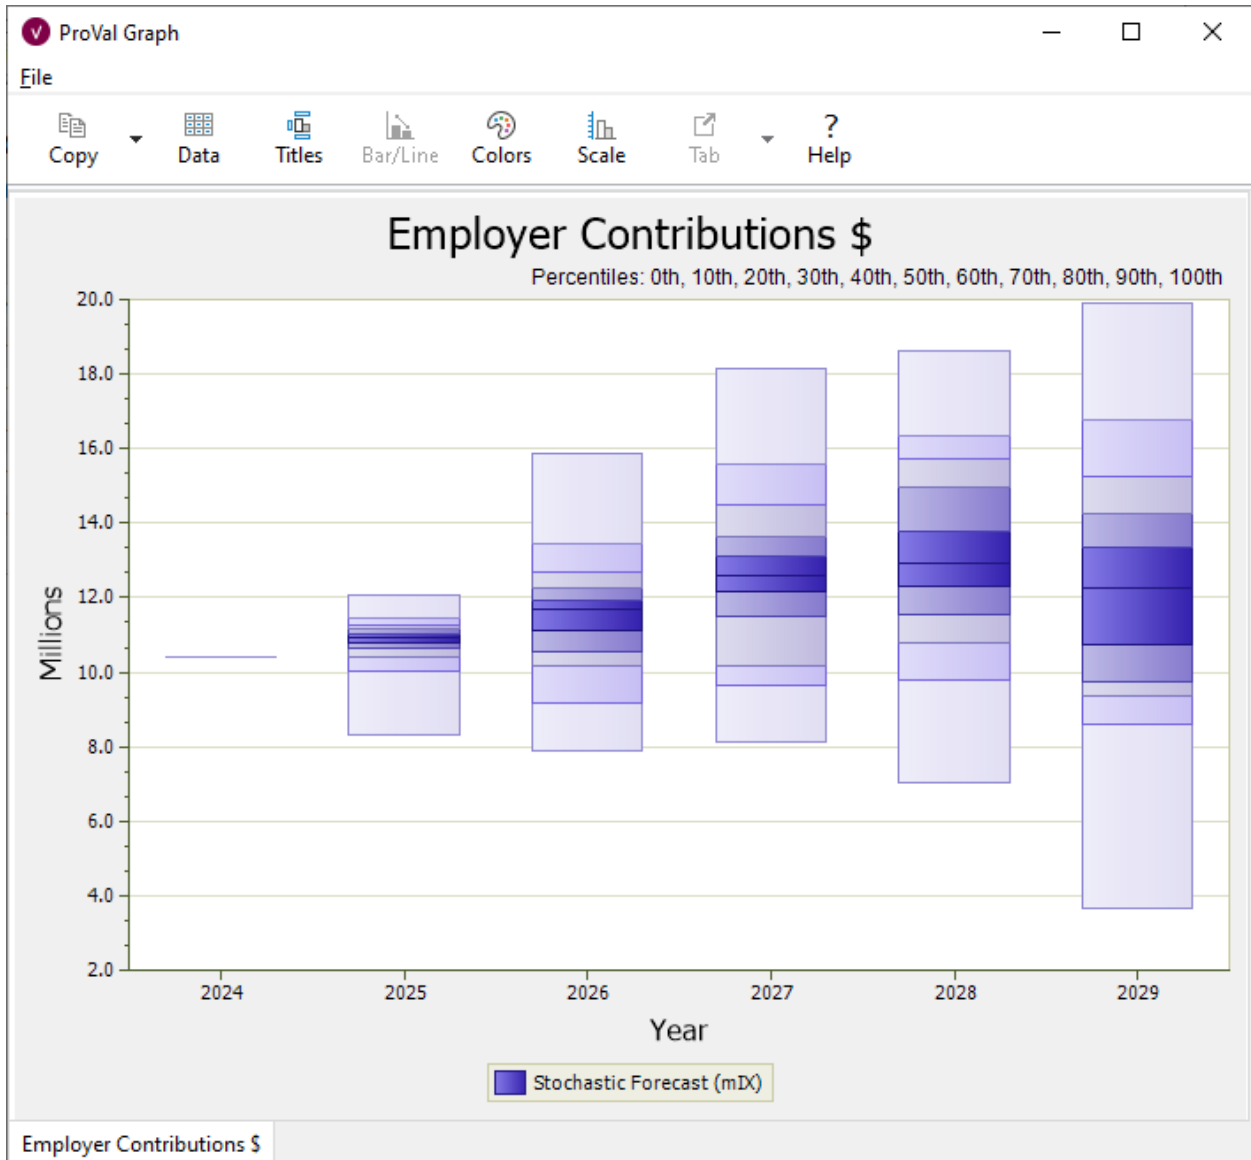 ProVal Graph
File
Copy Data Titles Bar/Line Colors Scale Tab ? Help
Employer Contributions $
Percentiles: 0th, 10th, 20th, 30th, 40th, 50th, 60th, 70th, 80th, 90th, 100th
20.0
18.0
16.0
14.0
12.0
10.0
8.0
6.0
4.0
2.0
Millions
2024 2025 2026 2027 2028 2029
Year
Stochastic Forecast (mIX)
Employer Contributions $